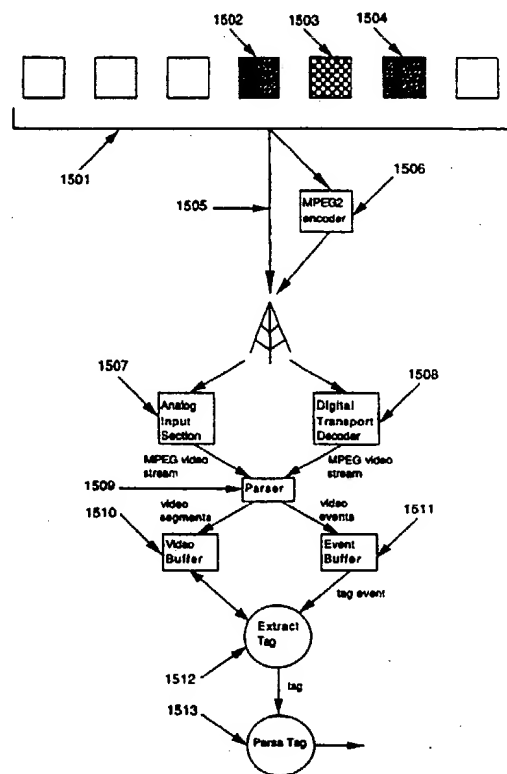 1502
1503
1504
1501
1505
1506
MPEG2
encoder
1507
1508
Analog
Input
Section
Digital
Transport
Decoder
MPEG video
stream
MPEG video
stream
1509
Parser
1510
video
segments
video
events
1511
Video
Buffer
Event
Buffer
tag event
Extract
Tag
1512
tag
1513
Parse Tag